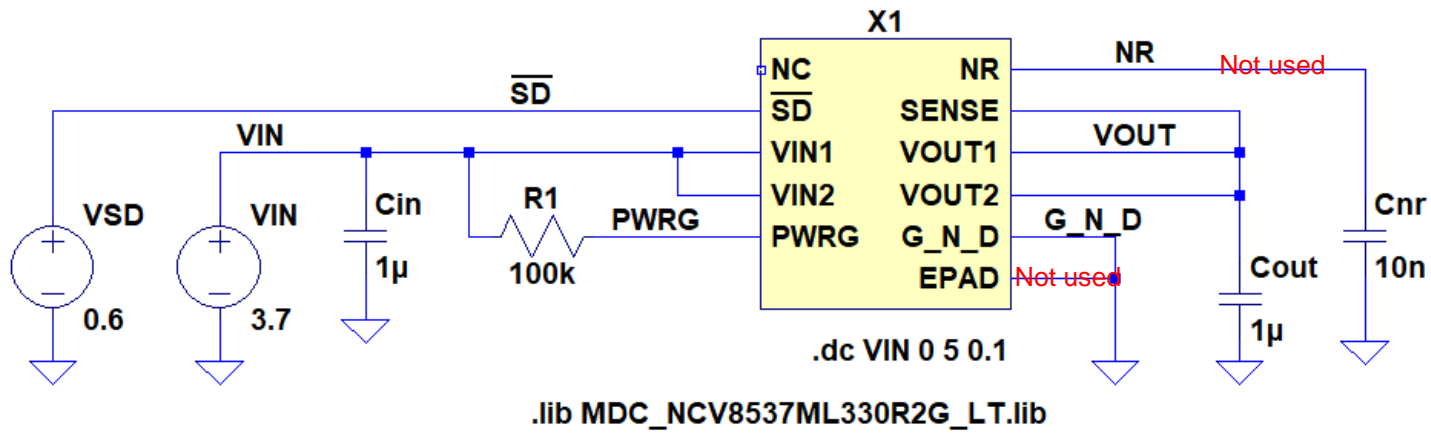 X1
NC
NR
NR
Not used
SD
SD
SENSE
VIN
VIN1
VOUT1
VOUT
VIN2
VOUT2
VSD
VIN
Cin
R1
PWRG
PWRG
G_N_D
G_N_D
Cnr
1µ
100k
EPAD
Not used
Cout
10n
0.6
3.7
1µ
.dc VIN 0 5 0.1
.lib MDC_NCV8537ML330R2G_LT.lib